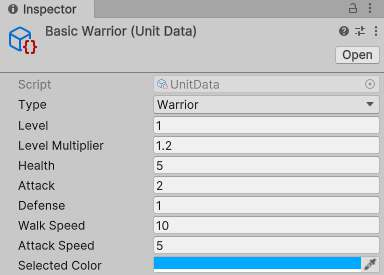 Inspector
Basic Warrior (Unit Data)
Open
Script UnitData
Type Warrior
Level 1
Level Multiplier 1.2
Health 5
Attack 2
Defense 1
Walk Speed 10
Attack Speed 5
Selected Color